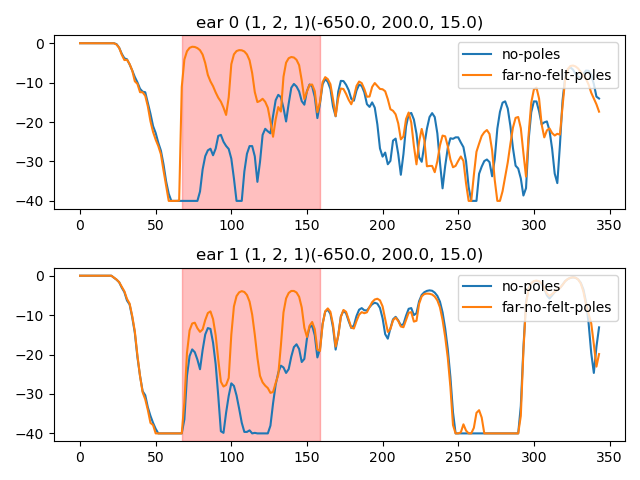 ear 0 (1, 2, 1)(-650.0, 200.0, 15.0)
0
−10
−20
−30
−40
no-poles
far-no-felt-poles
0 50 100 150 200 250 300 350
ear 1 (1, 2, 1)(-650.0, 200.0, 15.0)
0
−10
−20
−30
−40
no-poles
far-no-felt-poles
0 50 100 150 200 250 300 350